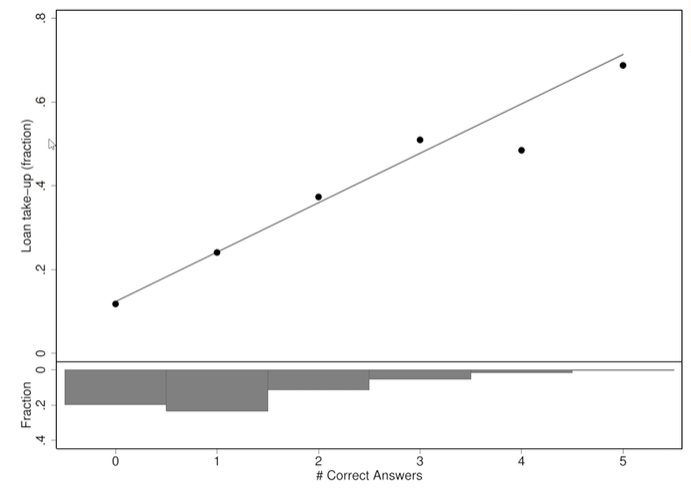 .8
.6
.4
.2
0
Loan take−up (fraction)
0
.2
.4
Fraction
0 1 2 3 4 5
# Correct Answers